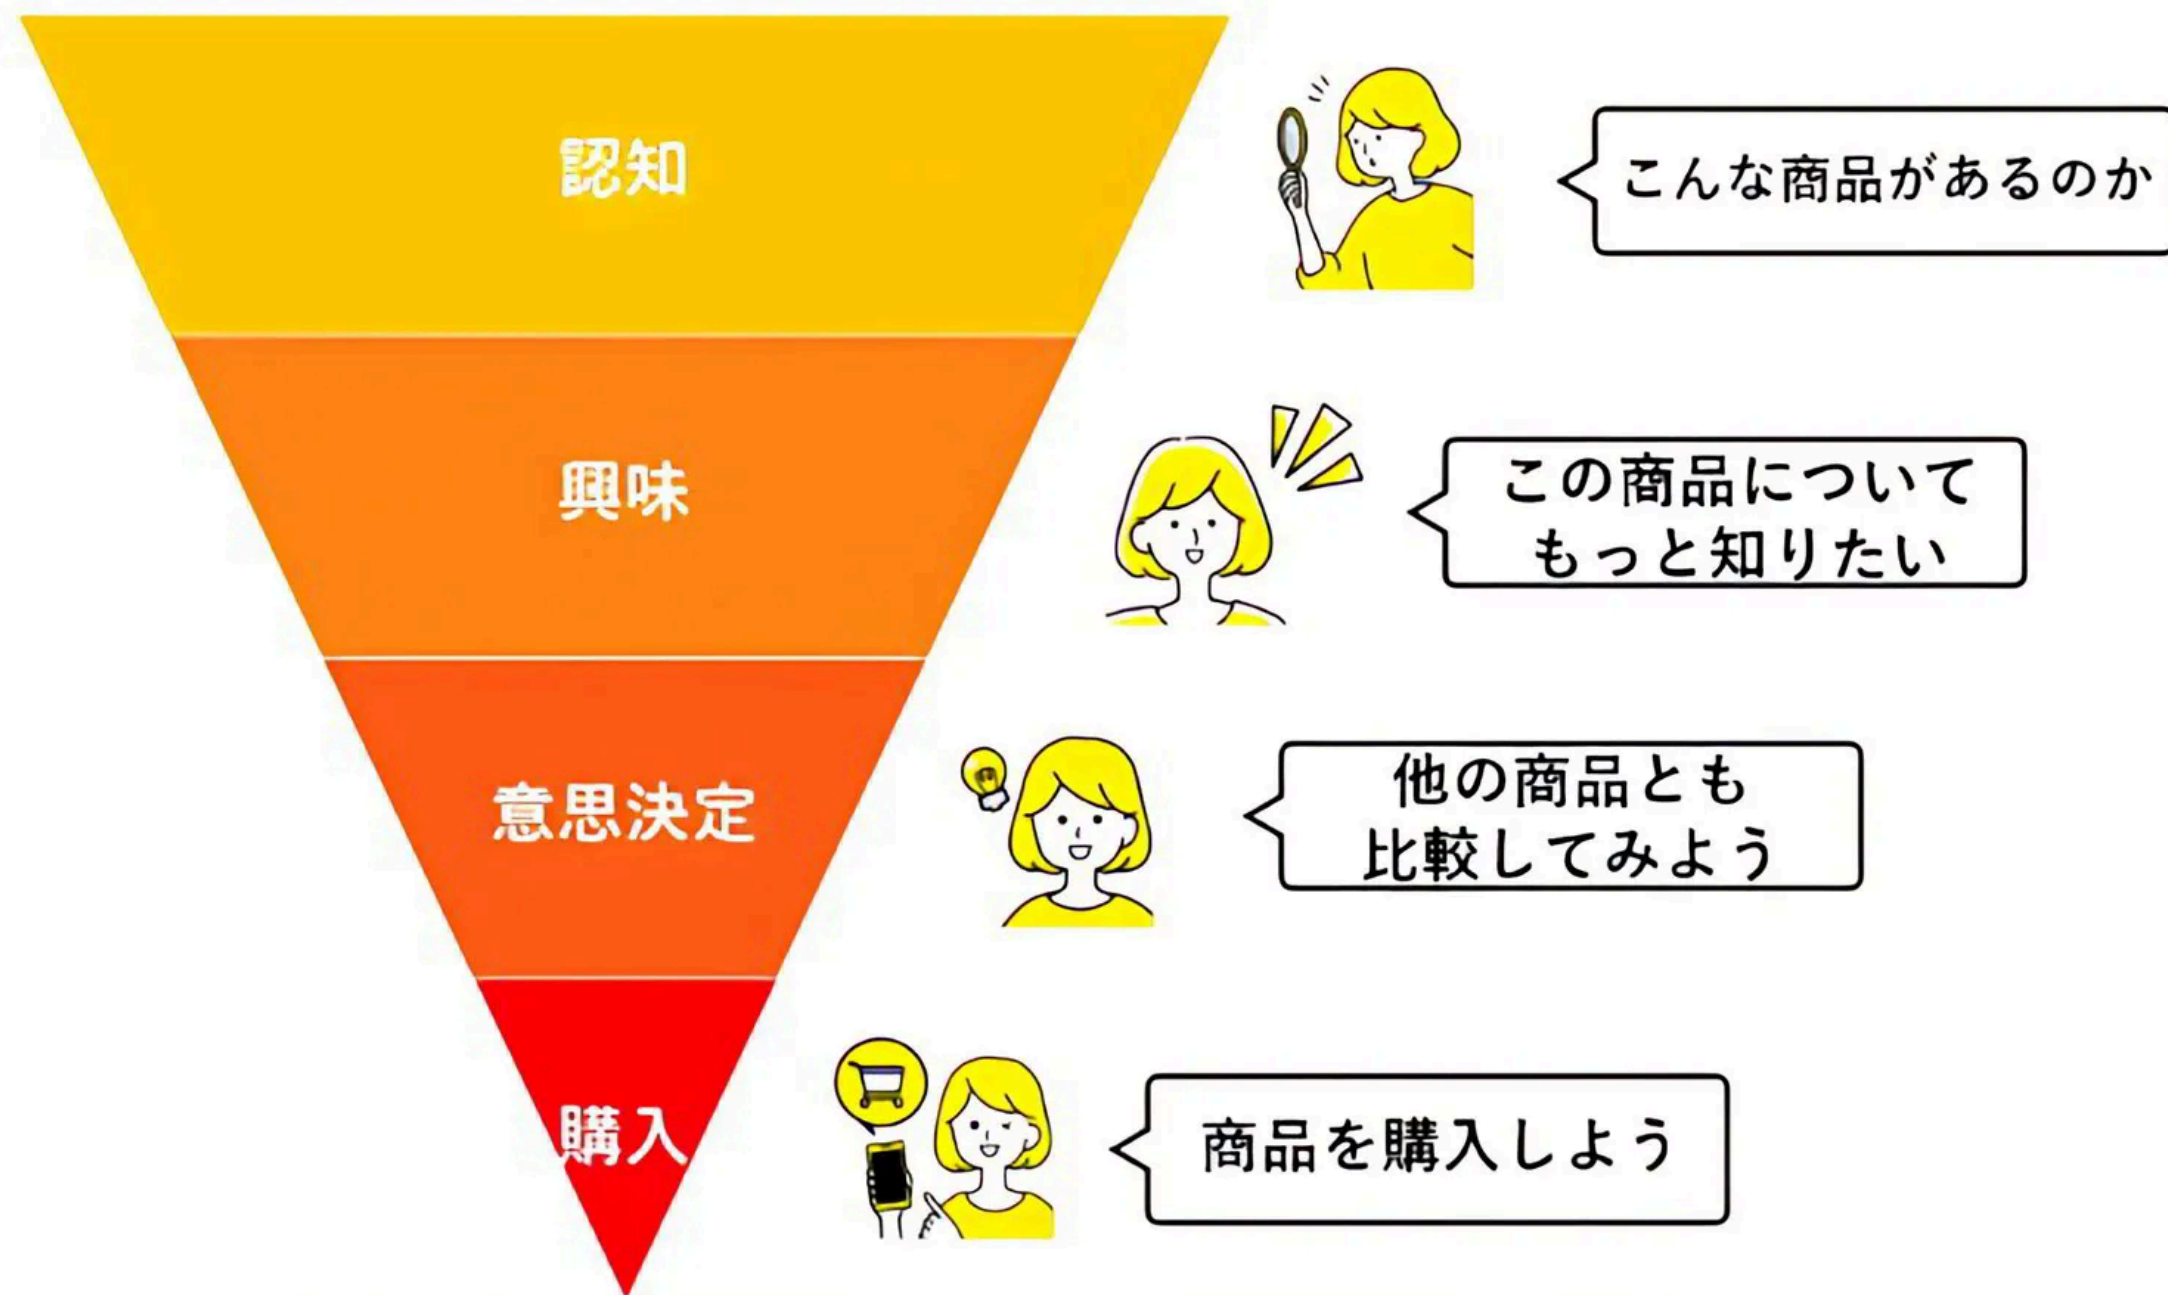 認知
こんな商品があるのか
興味
この商品について
もっと知りたい
意思決定
他の商品とも
比較してみよう
購入
商品を購入しよう